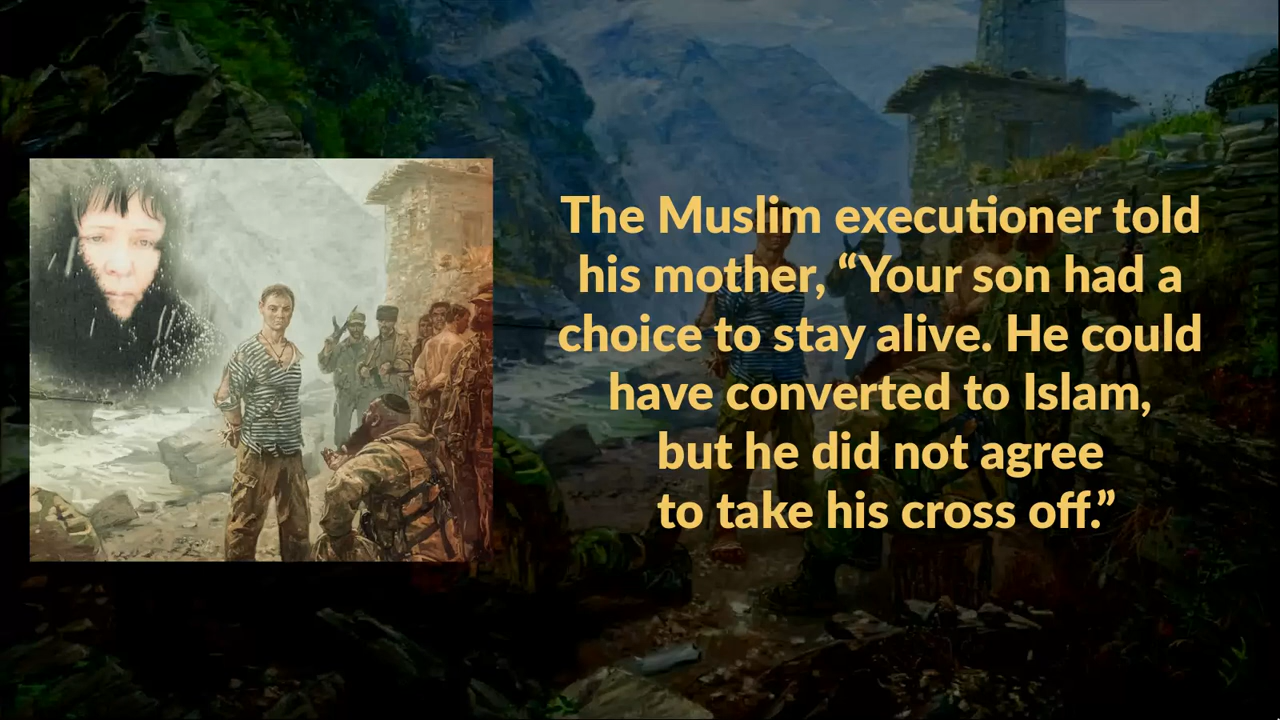 The Muslim executioner told
his mother, “Your son had a
choice to stay alive. He could
have converted to Islam,
but he did not agree
to take his cross off.”